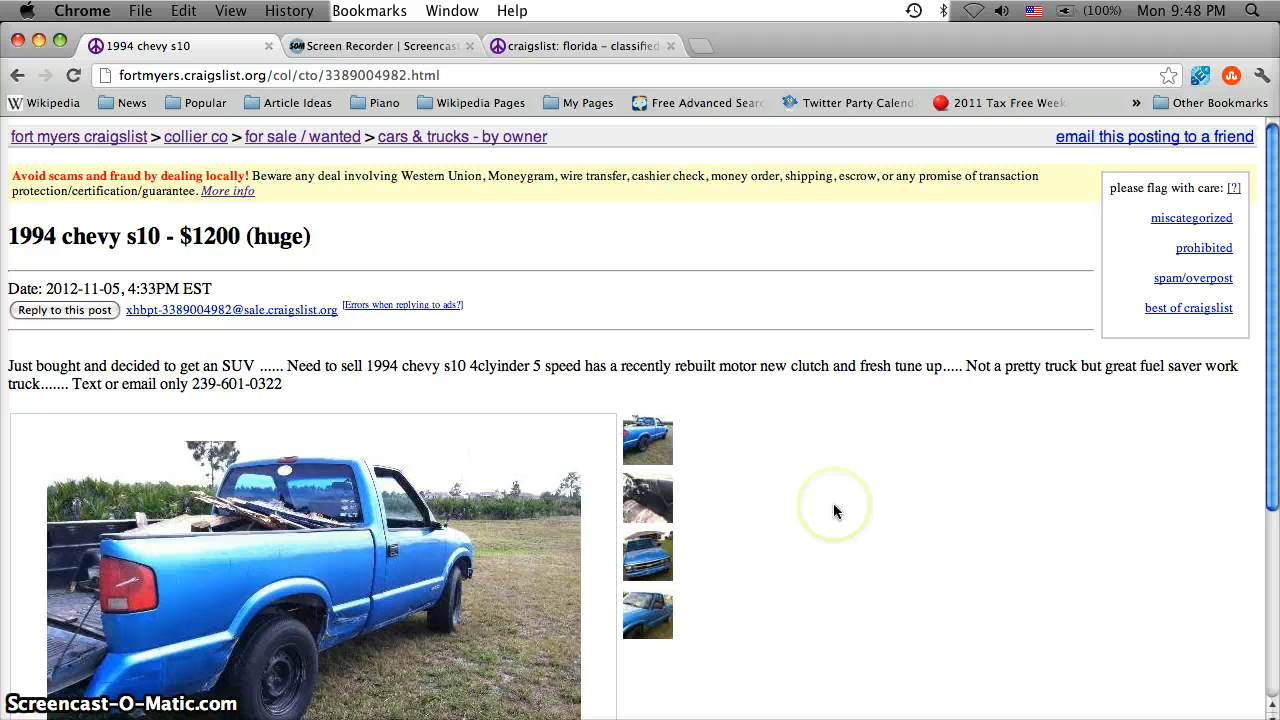 Chrome File Edit View History Bookmarks Window Help (100%) Mon 9:48 PM
1994 chevy s10 Screen Recorder | Screencast craigslist: florida – classified
fortmyers.craigslist.org/col/cto/3389004982.html
Wikipedia News Popular Article Ideas Piano Wikipedia Pages My Pages Free Advanced Sear Twitter Party Calend 2011 Tax Free Week » Other Bookmarks
fort myers craigslist > collier co > for sale / wanted > cars & trucks - by owner email this posting to a friend
Avoid scams and fraud by dealing locally! Beware any deal involving Western Union, Moneygram, wire transfer, cashier check, money order, shipping, escrow, or any promise of transaction
protection/certification/guarantee. More info
please flag with care: [?]
miscategorized
prohibited
spam/overpost
best of craigslist
1994 chevy s10 - $1200 (huge)
Date: 2012-11-05, 4:33PM EST
Reply to this post xhbpt-3389004982@sale.craigslist.org [Errors when replying to ads?]
Just bought and decided to get an SUV ...... Need to sell 1994 chevy s10 4clyinder 5 speed has a recently rebuilt motor new clutch and fresh tune up..... Not a pretty truck but great fuel saver work
truck....... Text or email only 239-601-0322
Screencast-O-Matic.com